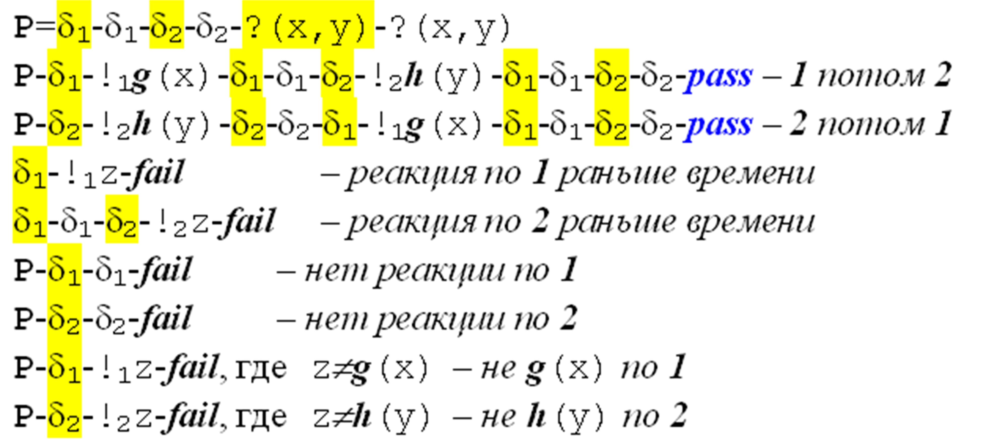 P=δ₁-δ₁-δ₂-δ₂-?(x,y)-?(x,y)
P-δ₁-!₁g(x)-δ₁-δ₁-δ₂-!₂h(y)-δ₁-δ₁-δ₂-δ₂-pass – 1 потом 2
P-δ₂-!₂h(y)-δ₂-δ₂-δ₁-!₁g(x)-δ₁-δ₁-δ₂-δ₂-pass – 2 потом 1
δ₁-!₁z-fail – реакция по 1 раньше времени
δ₁-δ₁-δ₂-!₂z-fail – реакция по 2 раньше времени
P-δ₁-δ₁-fail – нет реакции по 1
P-δ₂-δ₂-fail – нет реакции по 2
P-δ₁-!₁z-fail, где z≠g(x) – не g(x) по 1
P-δ₂-!₂z-fail, где z≠h(y) – не h(y) по 2